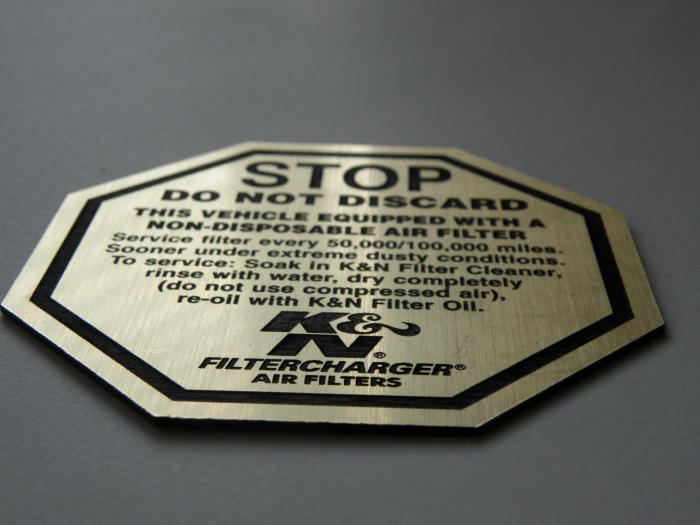 STOP
DO NOT DISCARD
THIS VEHICLE EQUIPPED WITH A
NON-DISPOSABLE AIR FILTER
Service filter every 50,000/100,000 miles.
Sooner under extreme dusty conditions.
To service: Soak in K&N Filter Cleaner,
rinse with water, dry completely
(do not use compressed air),
re-oil with K&N Filter Oil.
K&N®
FILTERCHARGER®
AIR FILTERS